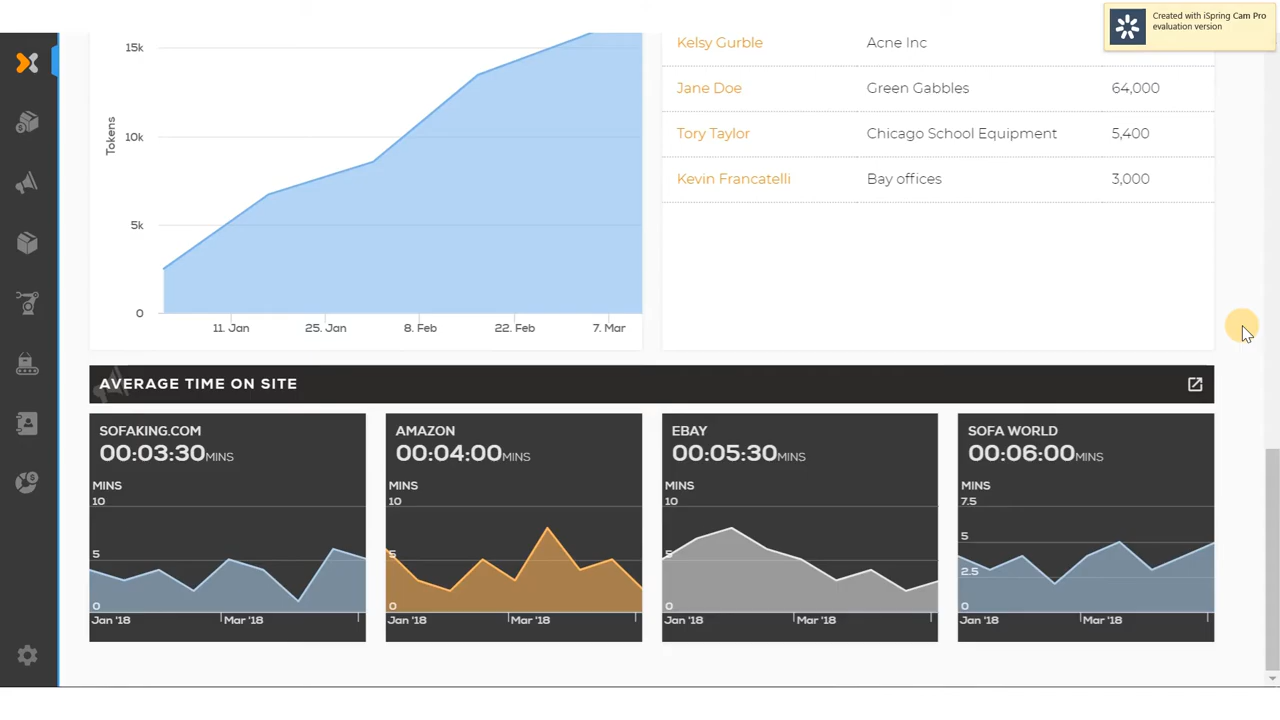 Created with iSpring Cam Pro
evaluation version
15k
10k
5k
0
Tokens
11. Jan 25. Jan 8. Feb 22. Feb 7. Mar
Kelsy Gurble Acne Inc
Jane Doe Green Gabbles 64,000
Tory Taylor Chicago School Equipment 5,400
Kevin Francatelli Bay offices 3,000
AVERAGE TIME ON SITE
SOFAKING.COM
00:03:30MINS
MINS
10
5
0
Jan '18 Mar '18
AMAZON
00:04:00MINS
MINS
10
5
0
Jan '18 Mar '18
EBAY
00:05:30MINS
MINS
10
5
0
Jan '18 Mar '18
SOFA WORLD
00:06:00MINS
MINS
7.5
5
2.5
0
Jan '18 Mar '18